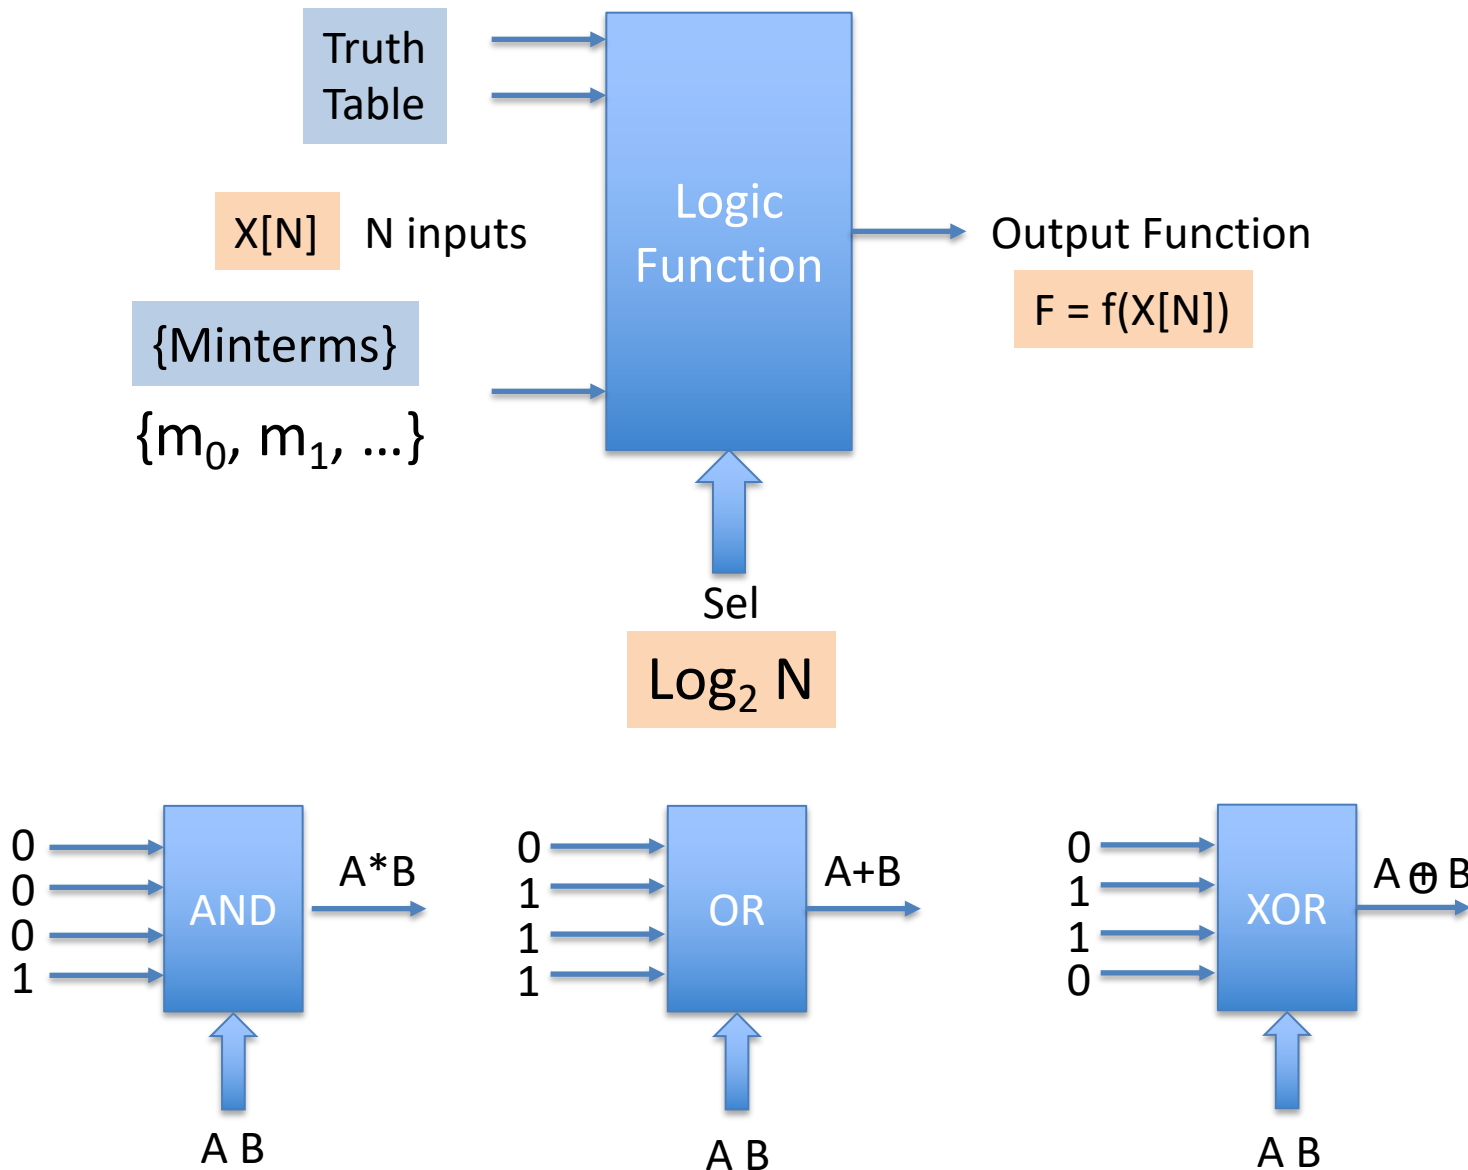 Truth
Table
X[N] N inputs
{Minterms}
{m₀, m₁, …}
Logic
Function
Output Function
F = f(X[N])
Sel
Log₂ N
0
0
0
1
AND
A*B
A B
0
1
1
1
OR
A+B
A B
0
1
1
0
XOR
A ⊕ B
A B